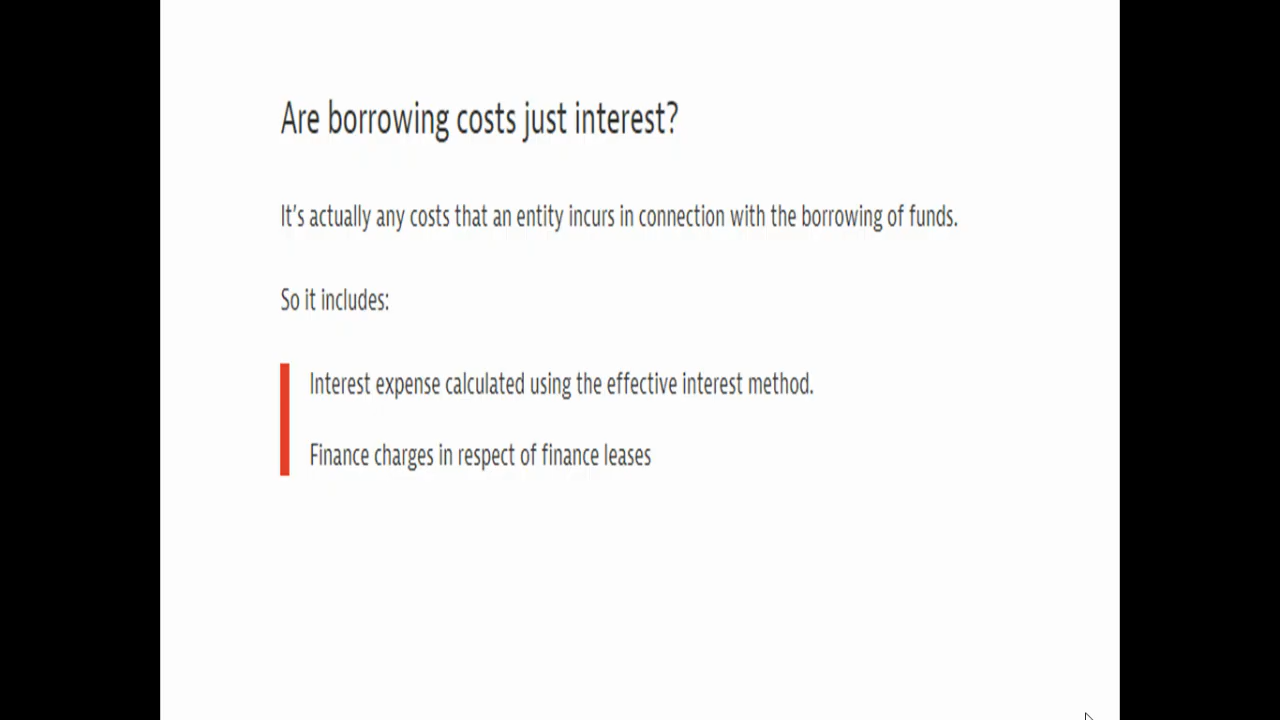 Are borrowing costs just interest?
It's actually any costs that an entity incurs in connection with the borrowing of funds.
So it includes:
Interest expense calculated using the effective interest method.
Finance charges in respect of finance leases